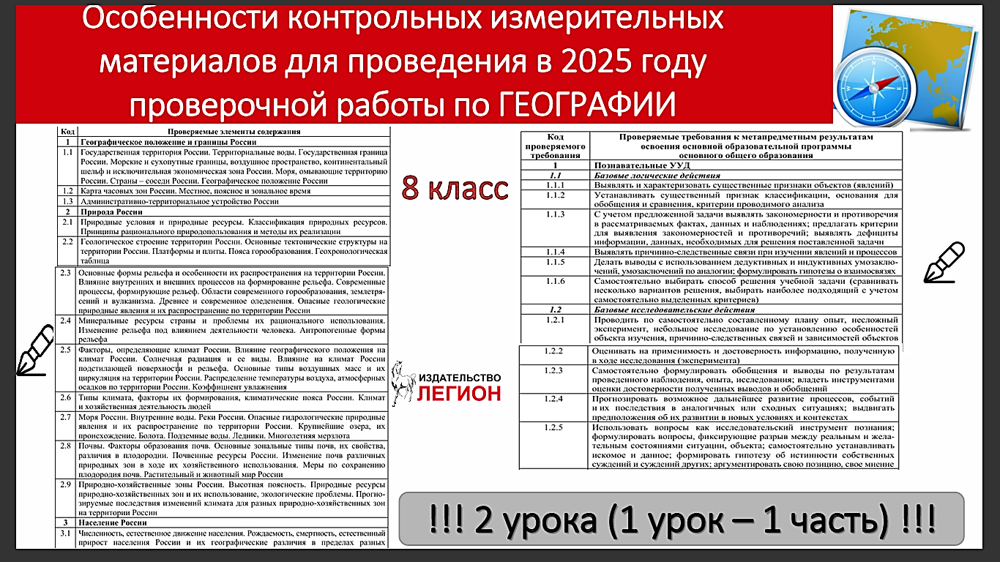 Особенности контрольных измерительных
материалов для проведения в 2025 году
проверочной работы по ГЕОГРАФИИ
Код Проверяемые элементы содержания
1 Географическое положение и границы России
1.1 Государственная территория России. Территориальные воды. Государственная граница
России. Морские и сухопутные границы, воздушное пространство, континентальный
шельф и исключительная экономическая зона России. Моря, омывающие территорию
России. Страны – соседи России. Географическое положение России
1.2 Карта часовых зон России. Местное, поясное и зональное время
1.3 Административно-территориальное устройство России
2 Природа России
2.1 Природные условия и природные ресурсы. Классификация природных ресурсов.
Принципы рационального природопользования и методы их реализации
2.2 Геологическое строение территории России. Основные тектонические структуры на
территории России. Платформы и плиты. Пояса горообразования. Геохронологическая
таблица
2.3 Основные формы рельефа и особенности их распространения на территории России.
Влияние внутренних и внешних процессов на формирование рельефа. Современные
процессы, формирующие рельеф. Области современного горообразования, землетря-
сений и вулканизма. Древнее и современное оледенения. Опасные геологические
природные явления и их распространение по территории России
2.4 Минеральные ресурсы страны и проблемы их рационального использования.
Изменение рельефа под влиянием деятельности человека. Антропогенные формы
рельефа
2.5 Факторы, определяющие климат России. Влияние географического положения на
климат России. Солнечная радиация и ее виды. Влияние на климат России
подстилающей поверхности и рельефа. Основные типы воздушных масс и их
циркуляция на территории России. Распределение температуры воздуха, атмосферных
осадков по территории России. Коэффициент увлажнения
2.6 Типы климата, факторы их формирования, климатические пояса России. Климат
и хозяйственная деятельность людей
2.7 Моря России. Внутренние воды. Реки России. Опасные гидрологические природные
явления и их распространение по территории России. Крупнейшие озера, их
происхождение. Болота. Подземные воды. Ледники. Многолетняя мерзлота
2.8 Почвы. Факторы образования почв. Основные зональные типы почв, их свойства,
различия в плодородии. Почвенные ресурсы России. Изменение почв различных
природных зон в ходе их хозяйственного использования. Меры по сохранению
плодородия почв. Растительный и животный мир России
2.9 Природно-хозяйственные зоны России. Высотная поясность. Природные ресурсы
природно-хозяйственных зон и их использование, экологические проблемы. Прогно-
зируемые последствия изменений климата для разных природно-хозяйственных зон
на территории России
3 Население России
3.1 Численность, естественное движение населения. Рождаемость, смертность, естественный
прирост населения России и их географические различия в пределах разных
8 класс
ИЗДАТЕЛЬСТВО
ЛЕГИОН
Код
проверяемого
требования
Проверяемые требования к метапредметным результатам
освоения основной образовательной программы
основного общего образования
1 Познавательные УУД
1.1 Базовые логические действия
1.1.1 Выявлять и характеризовать существенные признаки объектов (явлений)
1.1.2 Устанавливать существенный признак классификации, основания для
обобщения и сравнения, критерии проводимого анализа
1.1.3 С учетом предложенной задачи выявлять закономерности и противоречия
в рассматриваемых фактах, данных и наблюдениях; предлагать критерии
для выявления закономерностей и противоречий; выявлять дефициты
информации, данных, необходимых для решения поставленной задачи
1.1.4 Выявлять причинно-следственные связи при изучении явлений и процессов
1.1.5 Делать выводы с использованием дедуктивных и индуктивных умозаклю-
чений, умозаключений по аналогии; формулировать гипотезы о взаимосвязях
1.1.6 Самостоятельно выбирать способ решения учебной задачи (сравнивать
несколько вариантов решения, выбирать наиболее подходящий с учетом
самостоятельно выделенных критериев)
1.2 Базовые исследовательские действия
1.2.1 Проводить по самостоятельно составленному плану опыт, несложный
эксперимент, небольшое исследование по установлению особенностей
объекта изучения, причинно-следственных связей и зависимостей объектов
1.2.2 Оценивать на применимость и достоверность информацию, полученную
в ходе исследования (эксперимента)
1.2.3 Самостоятельно формулировать обобщения и выводы по результатам
проведенного наблюдения, опыта, исследования; владеть инструментами
оценки достоверности полученных выводов и обобщений
1.2.4 Прогнозировать возможное дальнейшее развитие процессов, событий
и их последствия в аналогичных или сходных ситуациях; выдвигать
предположения об их развитии в новых условиях и контекстах
1.2.5 Использовать вопросы как исследовательский инструмент познания;
формулировать вопросы, фиксирующие разрыв между реальным и жела-
тельным состояниями ситуации, объекта; самостоятельно устанавливать
искомое и данное; формировать гипотезу об истинности собственных
суждений и суждений других; аргументировать свою позицию, свое мнение
!!! 2 урока (1 урок – 1 часть) !!!